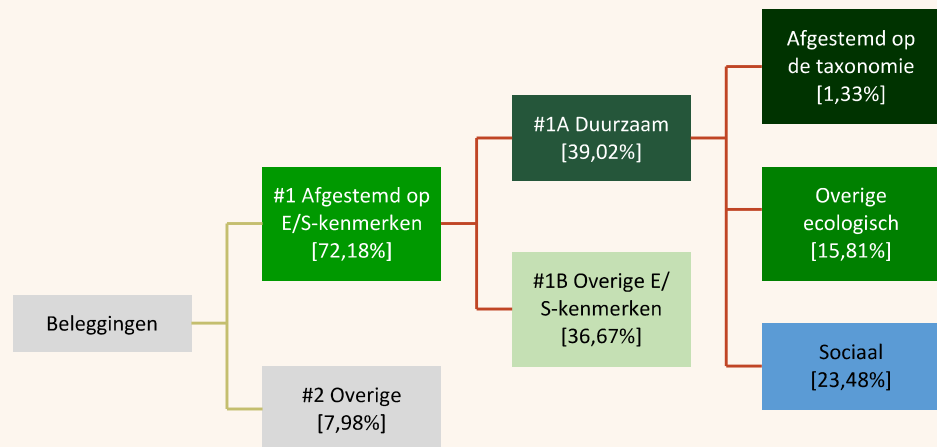 Beleggingen
#1 Afgestemd op
E/S-kenmerken
[72,18%]
#2 Overige
[7,98%]
#1A Duurzaam
[39,02%]
#1B Overige E/
S-kenmerken
[36,67%]
Afgestemd op
de taxonomie
[1,33%]
Overige
ecologisch
[15,81%]
Sociaal
[23,48%]